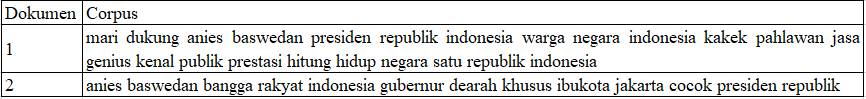 Dokumen Corpus
1 mari dukung anies baswedan presiden republik indonesia warga negara indonesia kakek pahlawan jasa
genius kenal publik prestasi hitung hidup negara satu republik indonesia
2 anies baswedan bangga rakyat indonesia gubernur dearah khusus ibukota jakarta cocok presiden republik